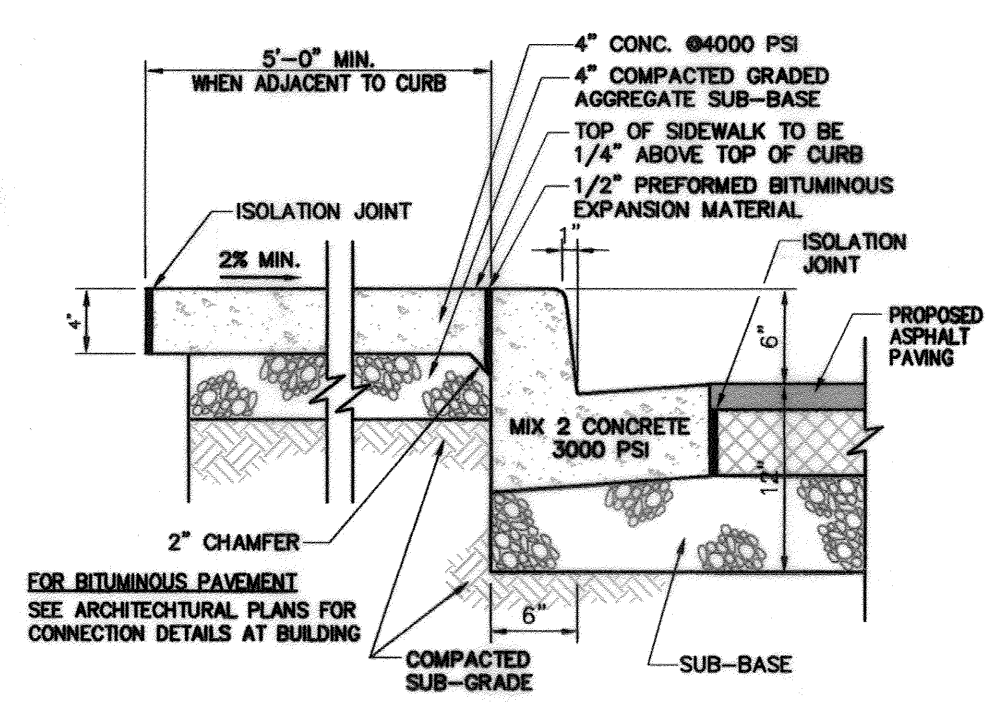 5'-0" MIN.
WHEN ADJACENT TO CURB
4" CONC. @4000 PSI
4" COMPACTED GRADED
AGGREGATE SUB-BASE
TOP OF SIDEWALK TO BE
1/4" ABOVE TOP OF CURB
1/2" PREFORMED BITUMINOUS
EXPANSION MATERIAL
ISOLATION JOINT
1"
ISOLATION
JOINT
2% MIN.
4"
6"
PROPOSED
ASPHALT
PAVING
MIX 2 CONCRETE
3000 PSI
12"
2" CHAMFER
FOR BITUMINOUS PAVEMENT
SEE ARCHITECHTURAL PLANS FOR
CONNECTION DETAILS AT BUILDING
6"
COMPACTED
SUB-GRADE
SUB-BASE